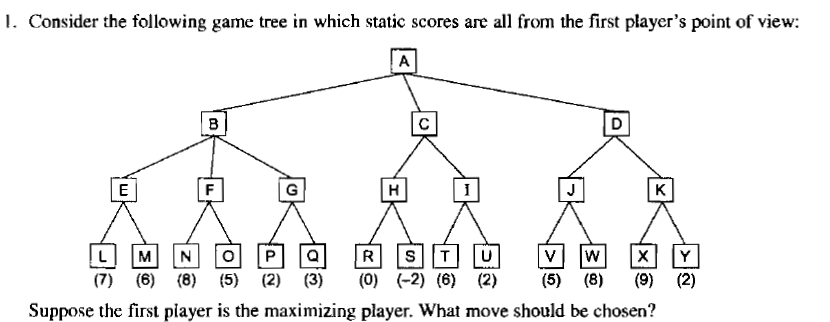 1. Consider the following game tree in which static scores are all from the first player's point of view:
A
B C D
E F G H I J K
L M N O P Q R S T U V W X Y
(7) (6) (8) (5) (2) (3) (0) (-2) (6) (2) (5) (8) (9) (2)
Suppose the first player is the maximizing player. What move should be chosen?